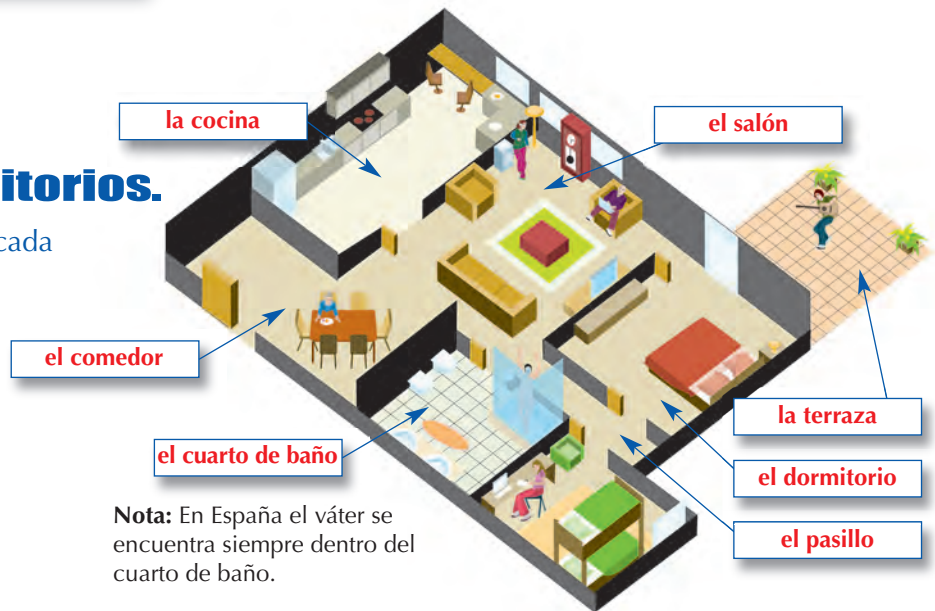 la cocina
el salón
itorios.
cada
el comedor
la terraza
el cuarto de baño
el dormitorio
el pasillo
Nota: En España el váter se
encuentra siempre dentro del
cuarto de baño.